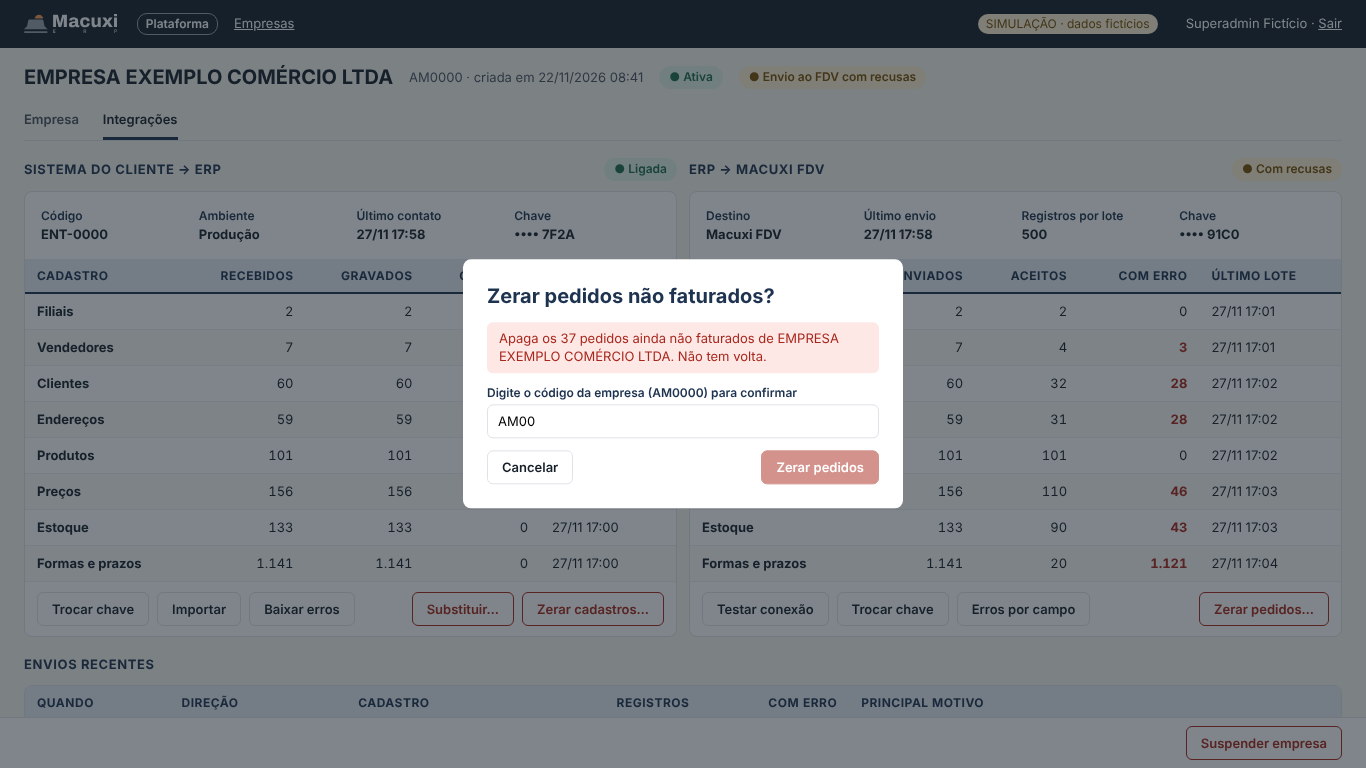 Macuxi
ERP
Plataforma
Empresas
SIMULAÇÃO · dados fictícios
Superadmin Fictício · Sair
EMPRESA EXEMPLO COMÉRCIO LTDA
AM0000 · criada em 22/11/2026 08:41
Ativa
Envio ao FDV com recusas
Empresa
Integrações
SISTEMA DO CLIENTE → ERP
Ligada
Código
Ambiente
Último contato
Chave
ENT-0000
Produção
27/11 17:58
•••• 7F2A
CADASTRO RECEBIDOS GRAVADOS
Filiais 2 2
Vendedores 7 7
Clientes 60 60
Endereços 59 59
Produtos 101 101
Preços 156 156
Estoque 133 133 0 27/11 17:00
Formas e prazos 1.141 1.141 0 27/11 17:00
Trocar chave
Importar
Baixar erros
Substituir...
Zerar cadastros...
ERP → MACUXI FDV
Com recusas
Destino
Último envio
Registros por lote
Chave
Macuxi FDV
27/11 17:58
500
•••• 91C0
NVIADOS ACEITOS COM ERRO ÚLTIMO LOTE
2 2 0 27/11 17:01
7 4 3 27/11 17:01
60 32 28 27/11 17:02
59 31 28 27/11 17:02
101 101 0 27/11 17:02
156 110 46 27/11 17:03
Estoque 133 90 43 27/11 17:03
Formas e prazos 1.141 20 1.121 27/11 17:04
Testar conexão
Trocar chave
Erros por campo
Zerar pedidos...
Zerar pedidos não faturados?
Apaga os 37 pedidos ainda não faturados de EMPRESA
EXEMPLO COMÉRCIO LTDA. Não tem volta.
Digite o código da empresa (AM0000) para confirmar
AM00
Cancelar
Zerar pedidos
ENVIOS RECENTES
QUANDO DIREÇÃO CADASTRO REGISTROS COM ERRO PRINCIPAL MOTIVO
Suspender empresa